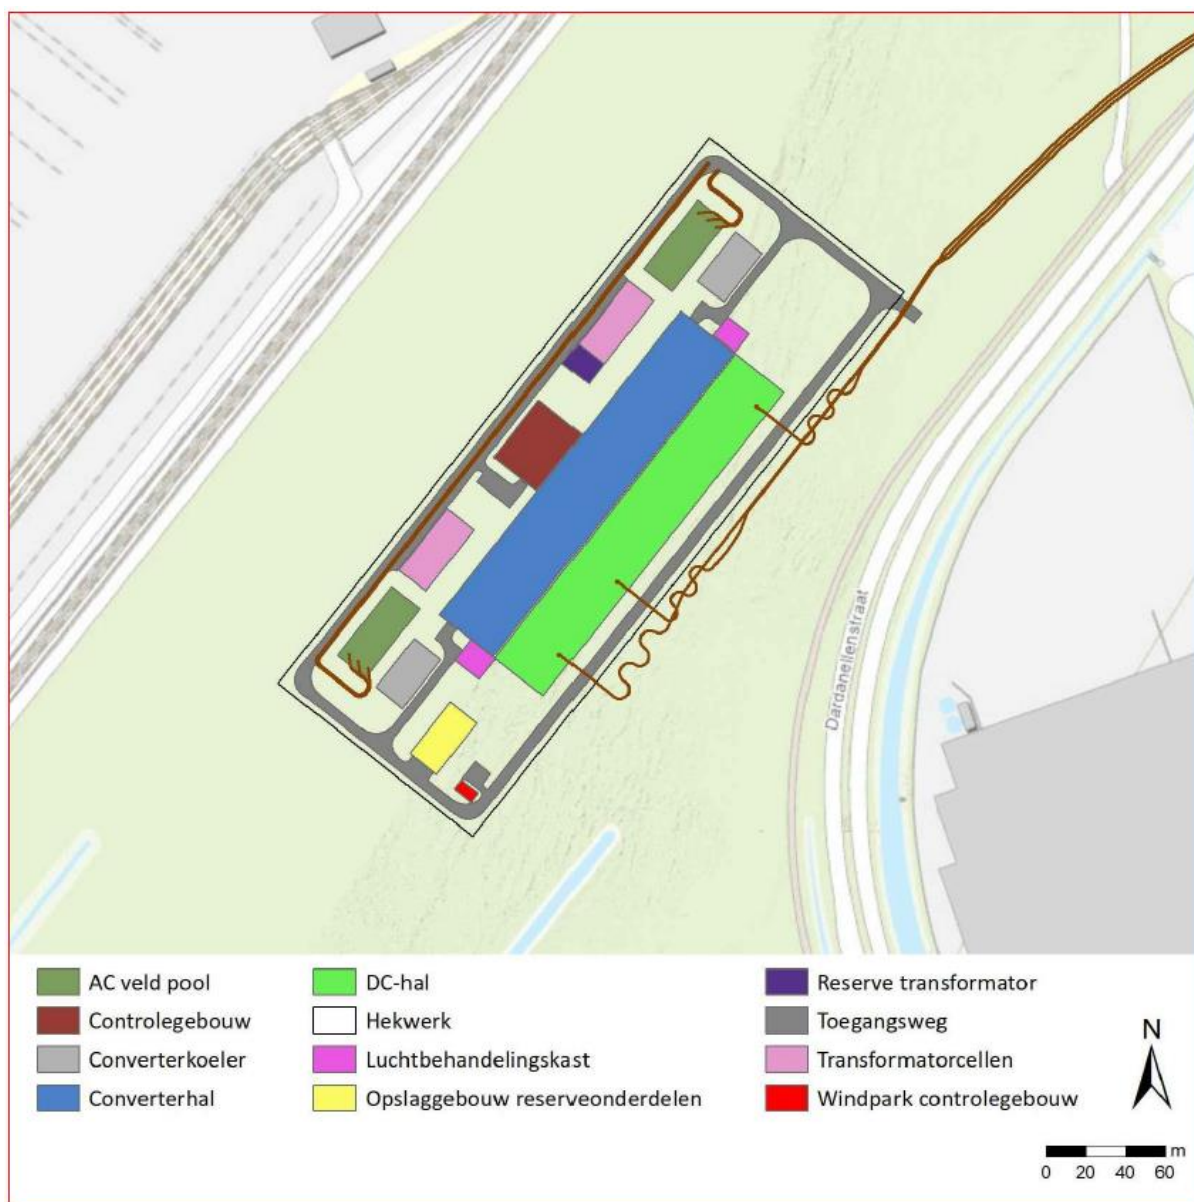 Dardanellenstraat
AC veld pool
Controlegebouw
Converterkoeler
Converterhal
DC-hal
Hekwerk
Luchtbehandelingskast
Opslaggebouw reserveonderdelen
Reserve transformator
Toegangsweg
Transformatorcellen
Windpark controlegebouw
N
m
0 20 40 60